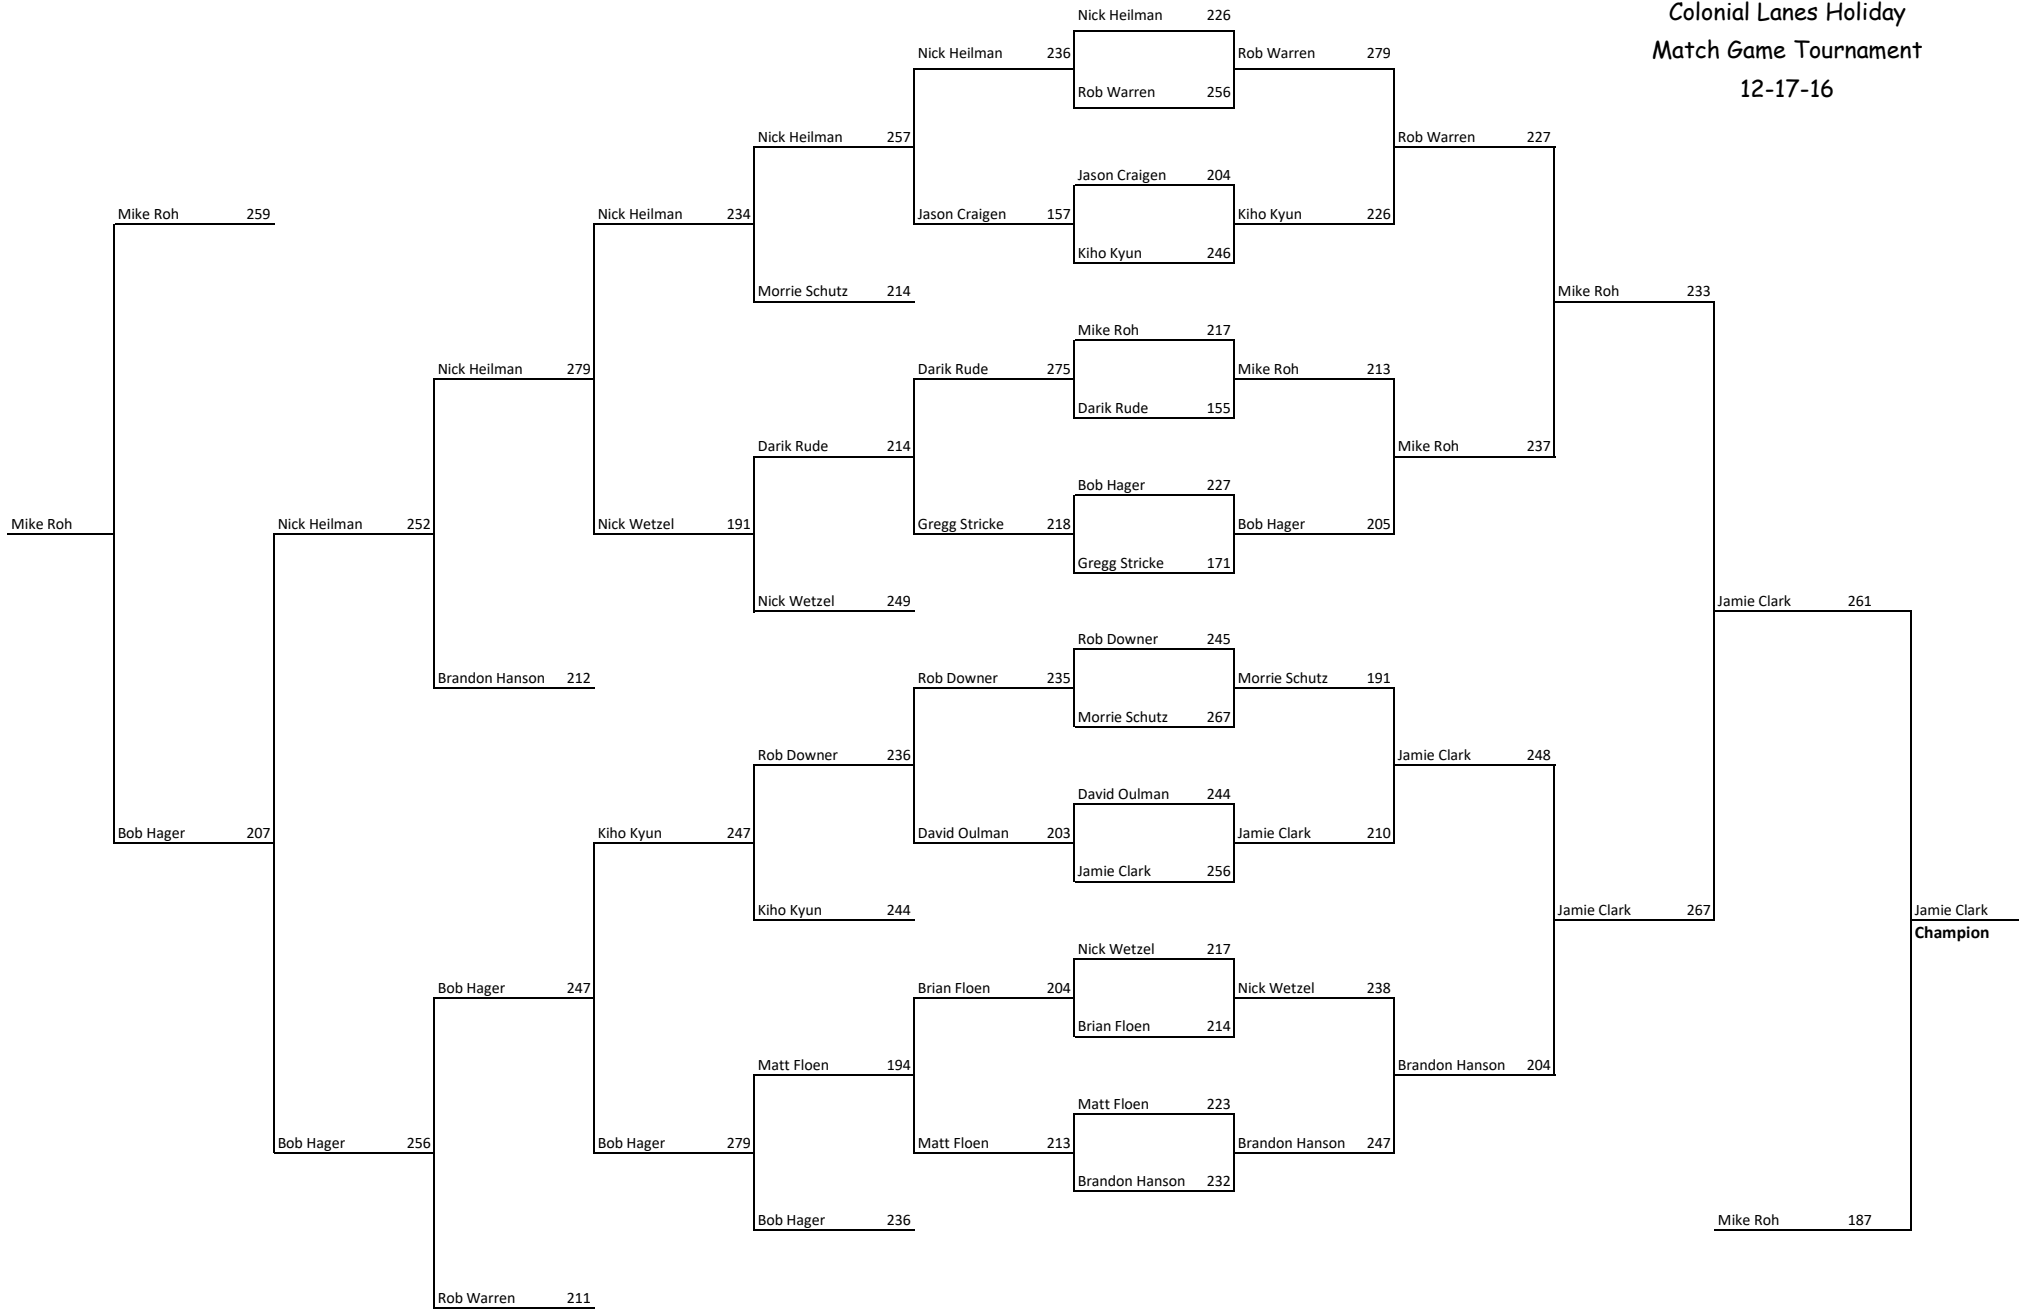 Colonial Lanes Holiday
Match Game Tournament
12-17-16
Nick Heilman 226
Nick Heilman 236 Rob Warren 279
Rob Warren 256
Nick Heilman 257 Rob Warren 227
Jason Craigen 204
Mike Roh 259 Nick Heilman 234 Jason Craigen 157 Kiho Kyun 226
Kiho Kyun 246
Morrie Schutz 214 Mike Roh 233
Mike Roh 217
Nick Heilman 279 Darik Rude 275 Mike Roh 213
Darik Rude 155
Darik Rude 214 Mike Roh 237
Bob Hager 227
Mike Roh Nick Heilman 252 Nick Wetzel 191 Gregg Stricke 218 Bob Hager 205
Gregg Stricke 171
Nick Wetzel 249 Jamie Clark 261
Rob Downer 245
Brandon Hanson 212 Rob Downer 235 Morrie Schutz 191
Morrie Schutz 267
Rob Downer 236 Jamie Clark 248
David Oulman 244
Bob Hager 207 Kiho Kyun 247 David Oulman 203 Jamie Clark 210
Jamie Clark 256
Kiho Kyun 244 Jamie Clark 267 Jamie Clark
Champion
Nick Wetzel 217
Bob Hager 247 Brian Floen 204 Nick Wetzel 238
Brian Floen 214
Matt Floen 194 Brandon Hanson 204
Matt Floen 223
Bob Hager 256 Bob Hager 279 Matt Floen 213 Brandon Hanson 247
Brandon Hanson 232
Bob Hager 236 Mike Roh 187
Rob Warren 211